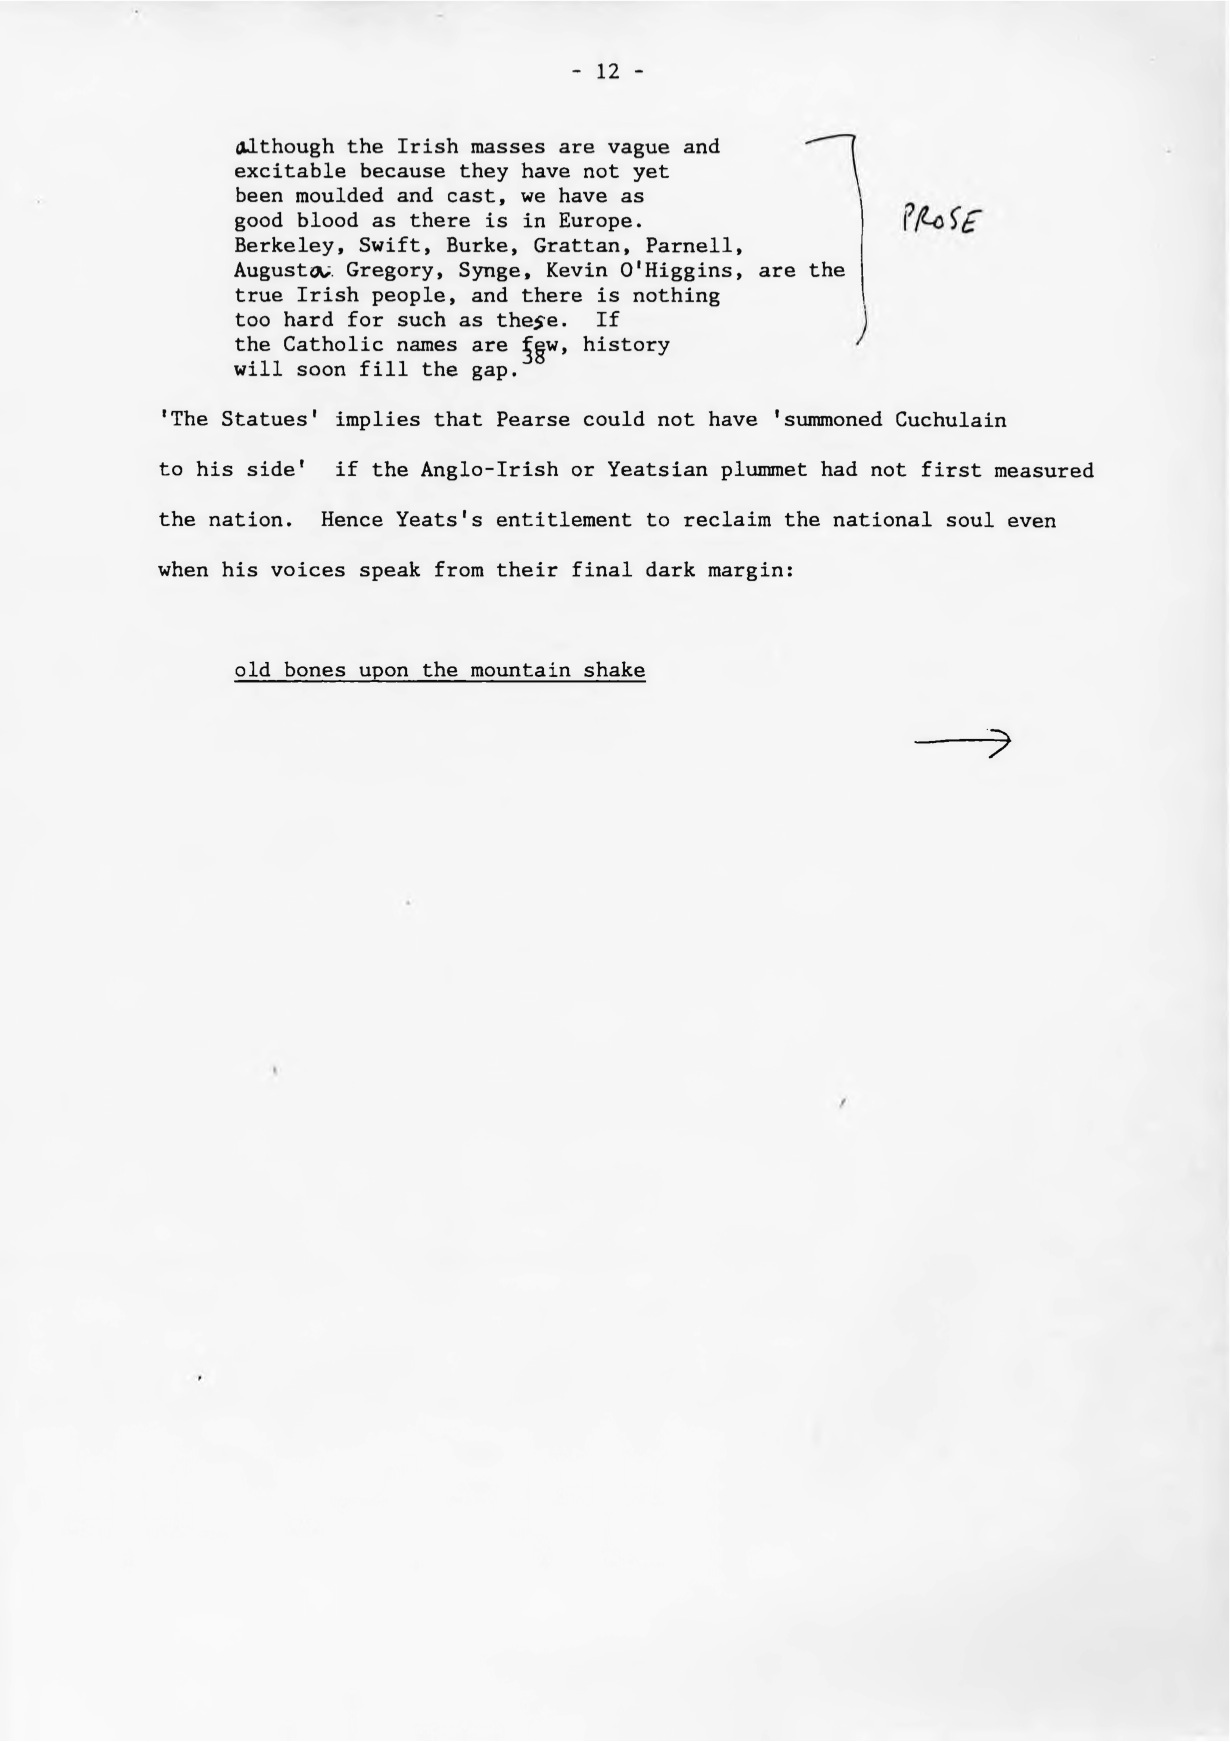 - 12 -
although the Irish masses are vague and
excitable because they have not yet
been moulded and cast, we have as
good blood as there is in Europe.
Berkeley, Swift, Burke, Grattan, Parnell,
Augusta Gregory, Synge, Kevin O'Higgins, are the
true Irish people, and there is nothing
too hard for such as these. If
the Catholic names are few, history
will soon fill the gap.38
PROSE
'The Statues' implies that Pearse could not have 'summoned Cuchulain
to his side' if the Anglo-Irish or Yeatsian plummet had not first measured
the nation. Hence Yeats's entitlement to reclaim the national soul even
when his voices speak from their final dark margin:
old bones upon the mountain shake